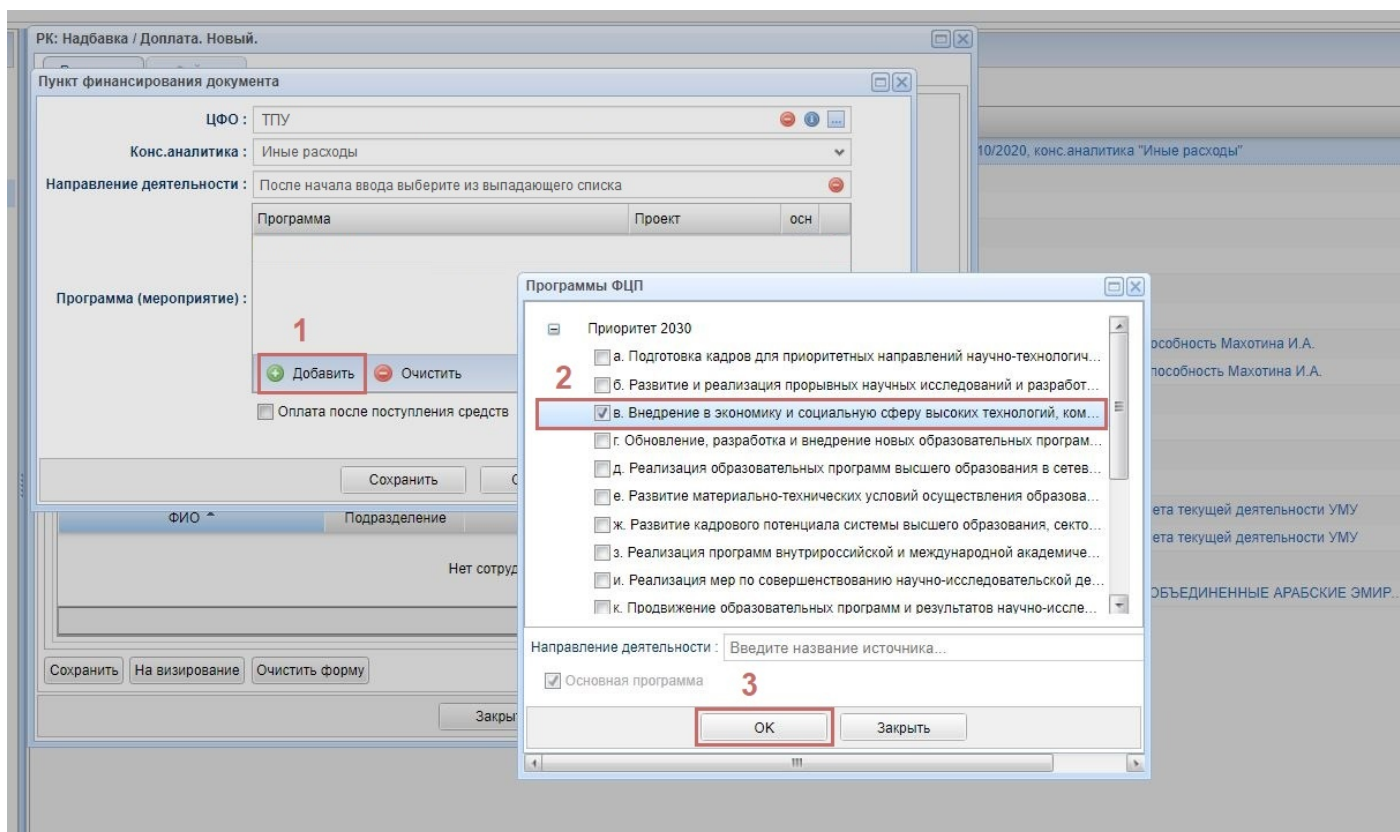 РК: Надбавка / Доплата. Новый.
Пункт финансирования документа
ЦФО : ТПУ
Конс.аналитика : Иные расходы
10/2020, конс.аналитика "Иные расходы"
Направление деятельности : После начала ввода выберите из выпадающего списка
Программа Проект осн
Программа (мероприятие) :
1
Добавить Очистить
Оплата после поступления средств
Сохранить
Программы ФЦП
Приоритет 2030
а. Подготовка кадров для приоритетных направлений научно-технологич...
2
б. Развитие и реализация прорывных научных исследований и разработ...
в. Внедрение в экономику и социальную сферу высоких технологий, ком...
г. Обновление, разработка и внедрение новых образовательных програм...
д. Реализация образовательных программ высшего образования в сетев...
е. Развитие материально-технических условий осуществления образова...
ж. Развитие кадрового потенциала системы высшего образования, секто...
з. Реализация программ внутрироссийской и международной академиче...
и. Реализация мер по совершенствованию научно-исследовательской де...
к. Продвижение образовательных программ и результатов научно-иссле...
Направление деятельности : Введите название источника...
Основная программа
3
OK Закрыть
особность Махотина И.А.
пособность Махотина И.А.
ета текущей деятельности УМУ
ета текущей деятельности УМУ
ОБЪЕДИНЕННЫЕ АРАБСКИЕ ЭМИР...
ФИО Подразделение
Нет сотруд
Сохранить На визирование Очистить форму
Закры